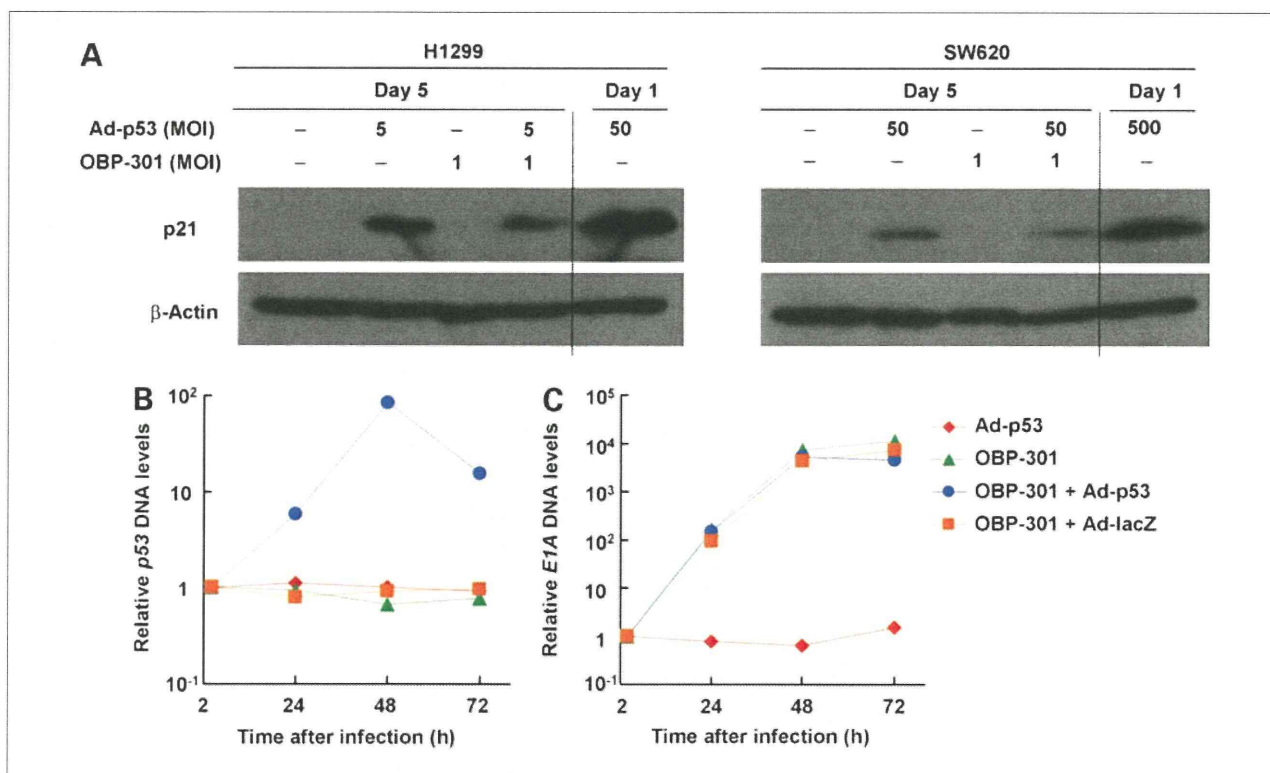 A
H1299
SW620
Day 5
Day 1
Day 5
Day 1
Ad-p53 (MOI) – 5 – 5 50 – 50 – 50 500
OBP-301 (MOI) – – 1 1 – – – 1 1 –
p21
β-Actin
B
Relative p53 DNA levels
10²
10
1
10⁻¹
2 24 48 72
Time after infection (h)
C
Relative E1A DNA levels
10⁵
10⁴
10³
10²
10
1
10⁻¹
2 24 48 72
Time after infection (h)
Ad-p53
OBP-301
OBP-301 + Ad-p53
OBP-301 + Ad-lacZ